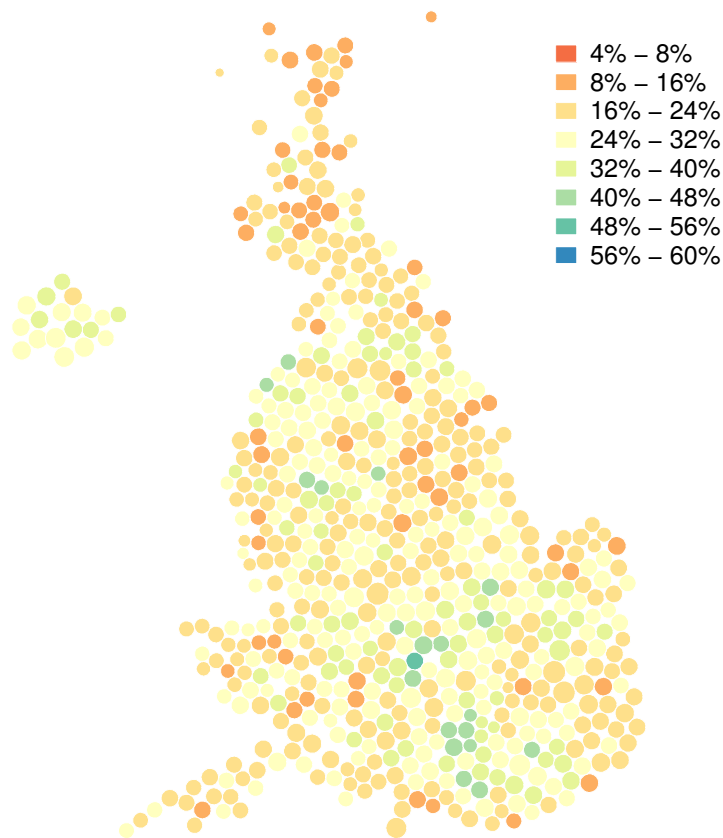 4% – 8%
8% – 16%
16% – 24%
24% – 32%
32% – 40%
40% – 48%
48% – 56%
56% – 60%